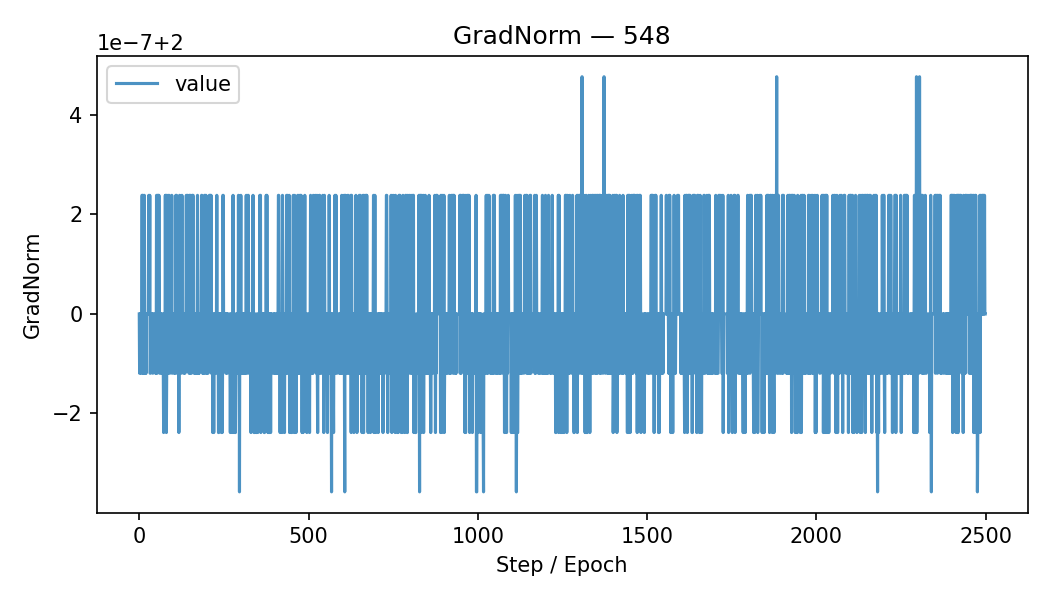 GradNorm — 548
1e−7+2
value
4
2
0
−2
GradNorm
0 500 1000 1500 2000 2500
Step / Epoch